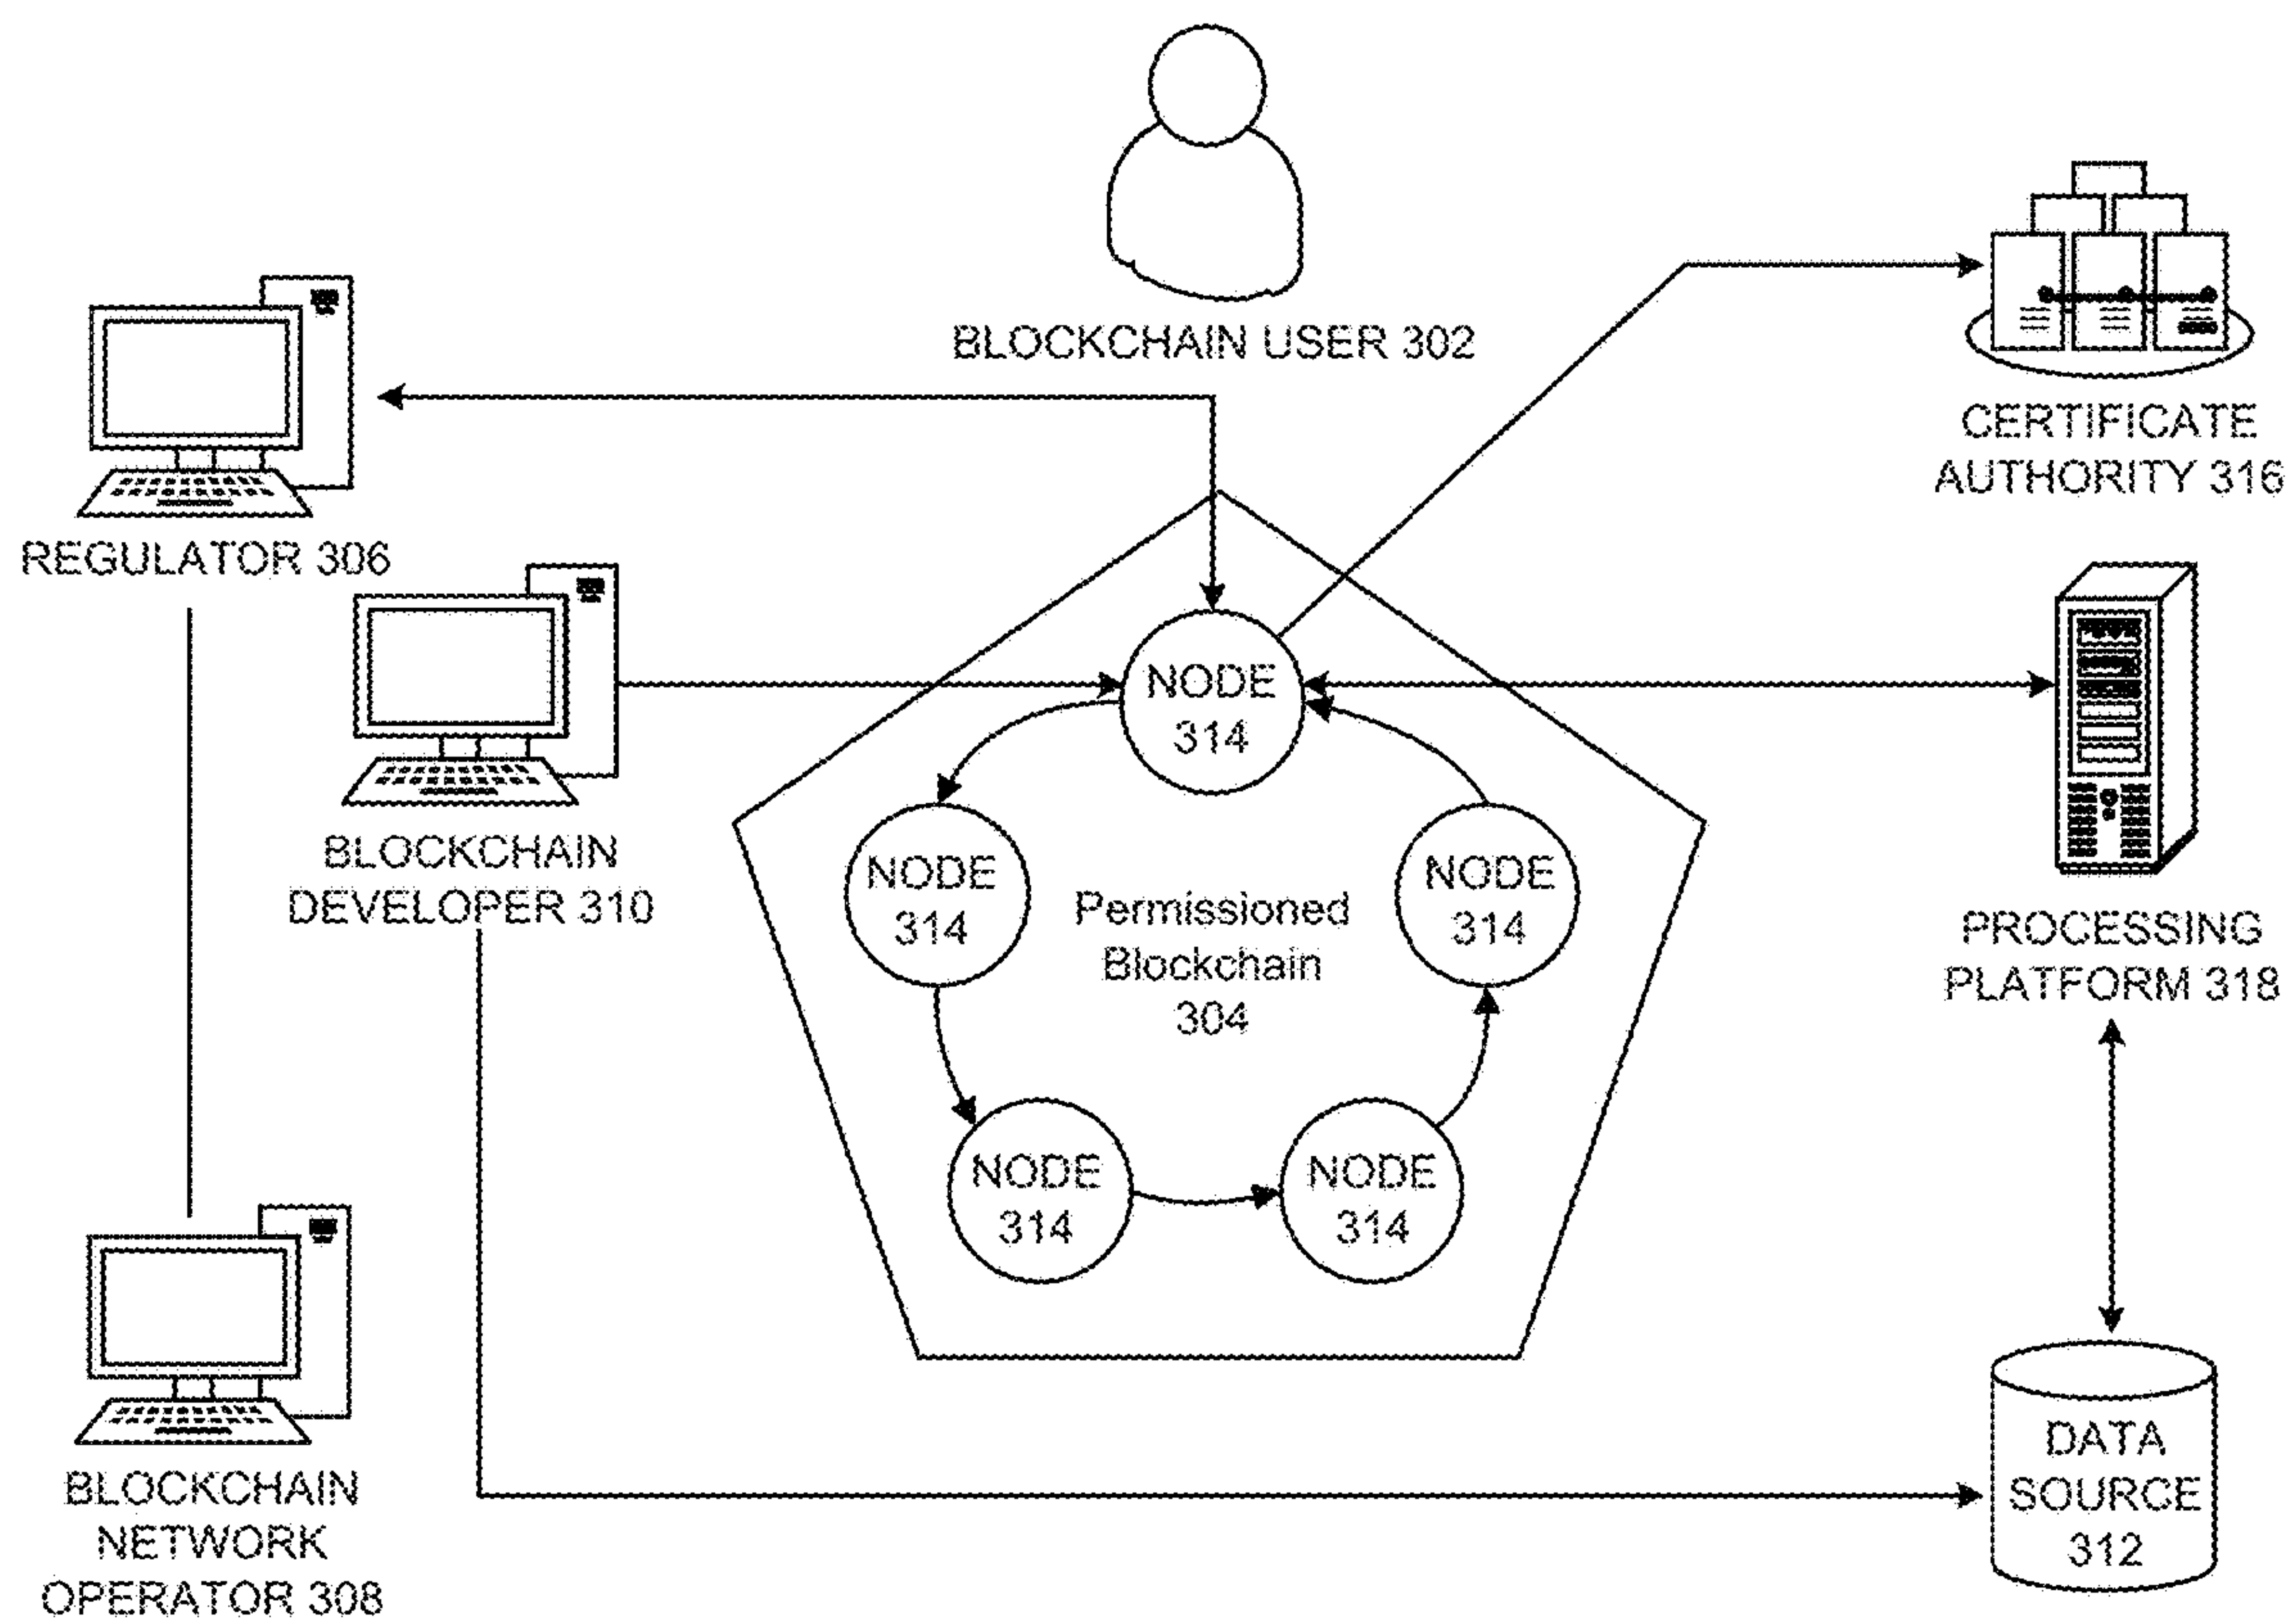 BLOCKCHAIN USER 302
CERTIFICATE
AUTHORITY 316
REGULATOR 306
NODE
314
BLOCKCHAIN
DEVELOPER 310
NODE
314
Permissioned
Blockchain
304
NODE
314
PROCESSING
PLATFORM 318
NODE
314
NODE
314
BLOCKCHAIN
NETWORK
OPERATOR 308
DATA
SOURCE
312